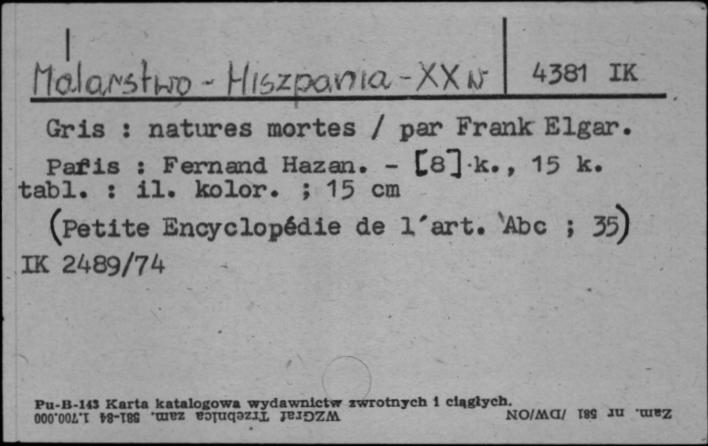 Malarstwo - Hiszpania - XX w
4381 IK
Gris : natures mortes / par Frank Elgar.
Pafis : Fernand Hazan. - [8] k., 15 k.
tabl. : il. kolor. ; 15 cm
(Petite Encyclopédie de l'art. Abc ; 35)
IK 2489/74
Pu-B-143 Karta katalogowa wydawnictw zwrotnych i ciągłych.
Zam. nr 581 /DW/ON WZGraf Trzebnica zam. 581-84 1.700.000